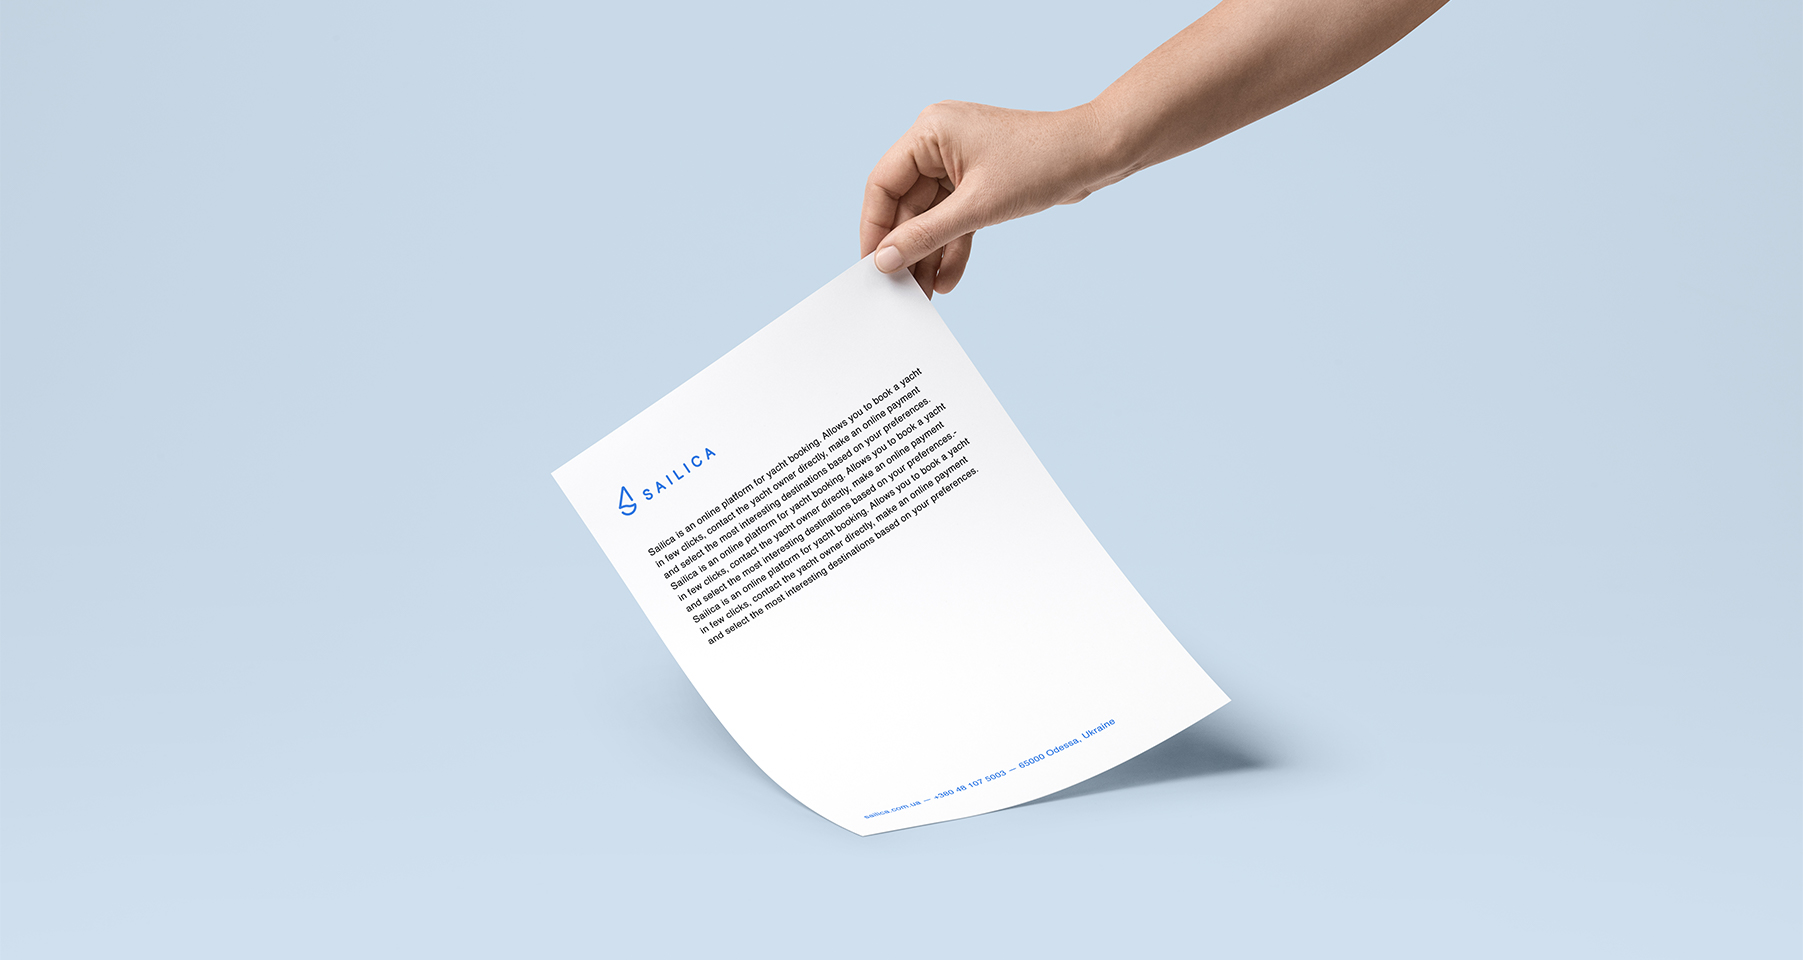 SAILICA
Sailica is an online platform for yacht booking. Allows you to book a yacht
in few clicks, contact the yacht owner directly, make an online payment
and select the most interesting destinations based on your preferences.
Sailica is an online platform for yacht booking. Allows you to book a yacht
in few clicks, contact the yacht owner directly, make an online payment
and select the most interesting destinations based on your preferences.-
Sailica is an online platform for yacht booking. Allows you to book a yacht
in few clicks, contact the yacht owner directly, make an online payment
and select the most interesting destinations based on your preferences.
sailica.com.ua — +380 48 107 5003 — 65000 Odessa, Ukraine